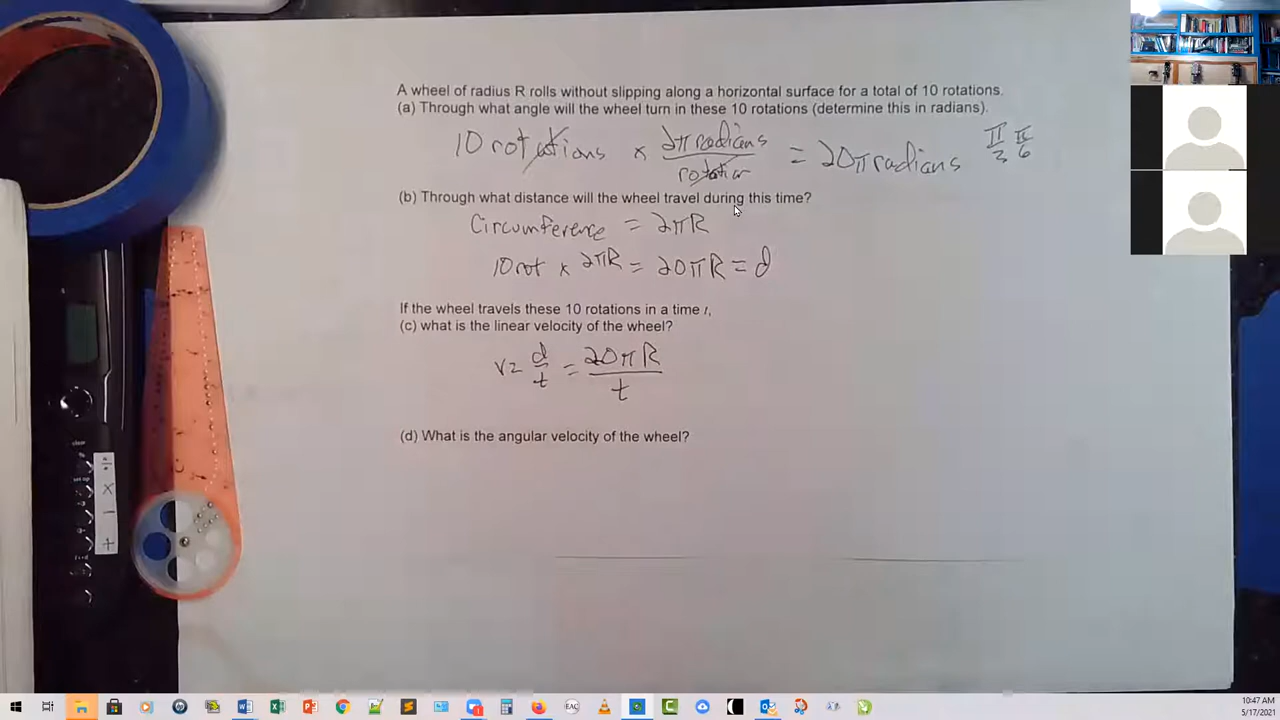 A wheel of radius R rolls without slipping along a horizontal surface for a total of 10 rotations.
(a) Through what angle will the wheel turn in these 10 rotations (determine this in radians).
10 rotations × 2π radians / rotation = 20π radians π/3 π/6
(b) Through what distance will the wheel travel during this time?
Circumference = 2πR
10 rot × 2πR = 20πR = d
If the wheel travels these 10 rotations in a time t,
(c) what is the linear velocity of the wheel?
v = d/t = 20πR / t
(d) What is the angular velocity of the wheel?
10:47 AM
5/17/2021